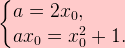 a = 2x₀,
ax₀ = x₀² + 1.